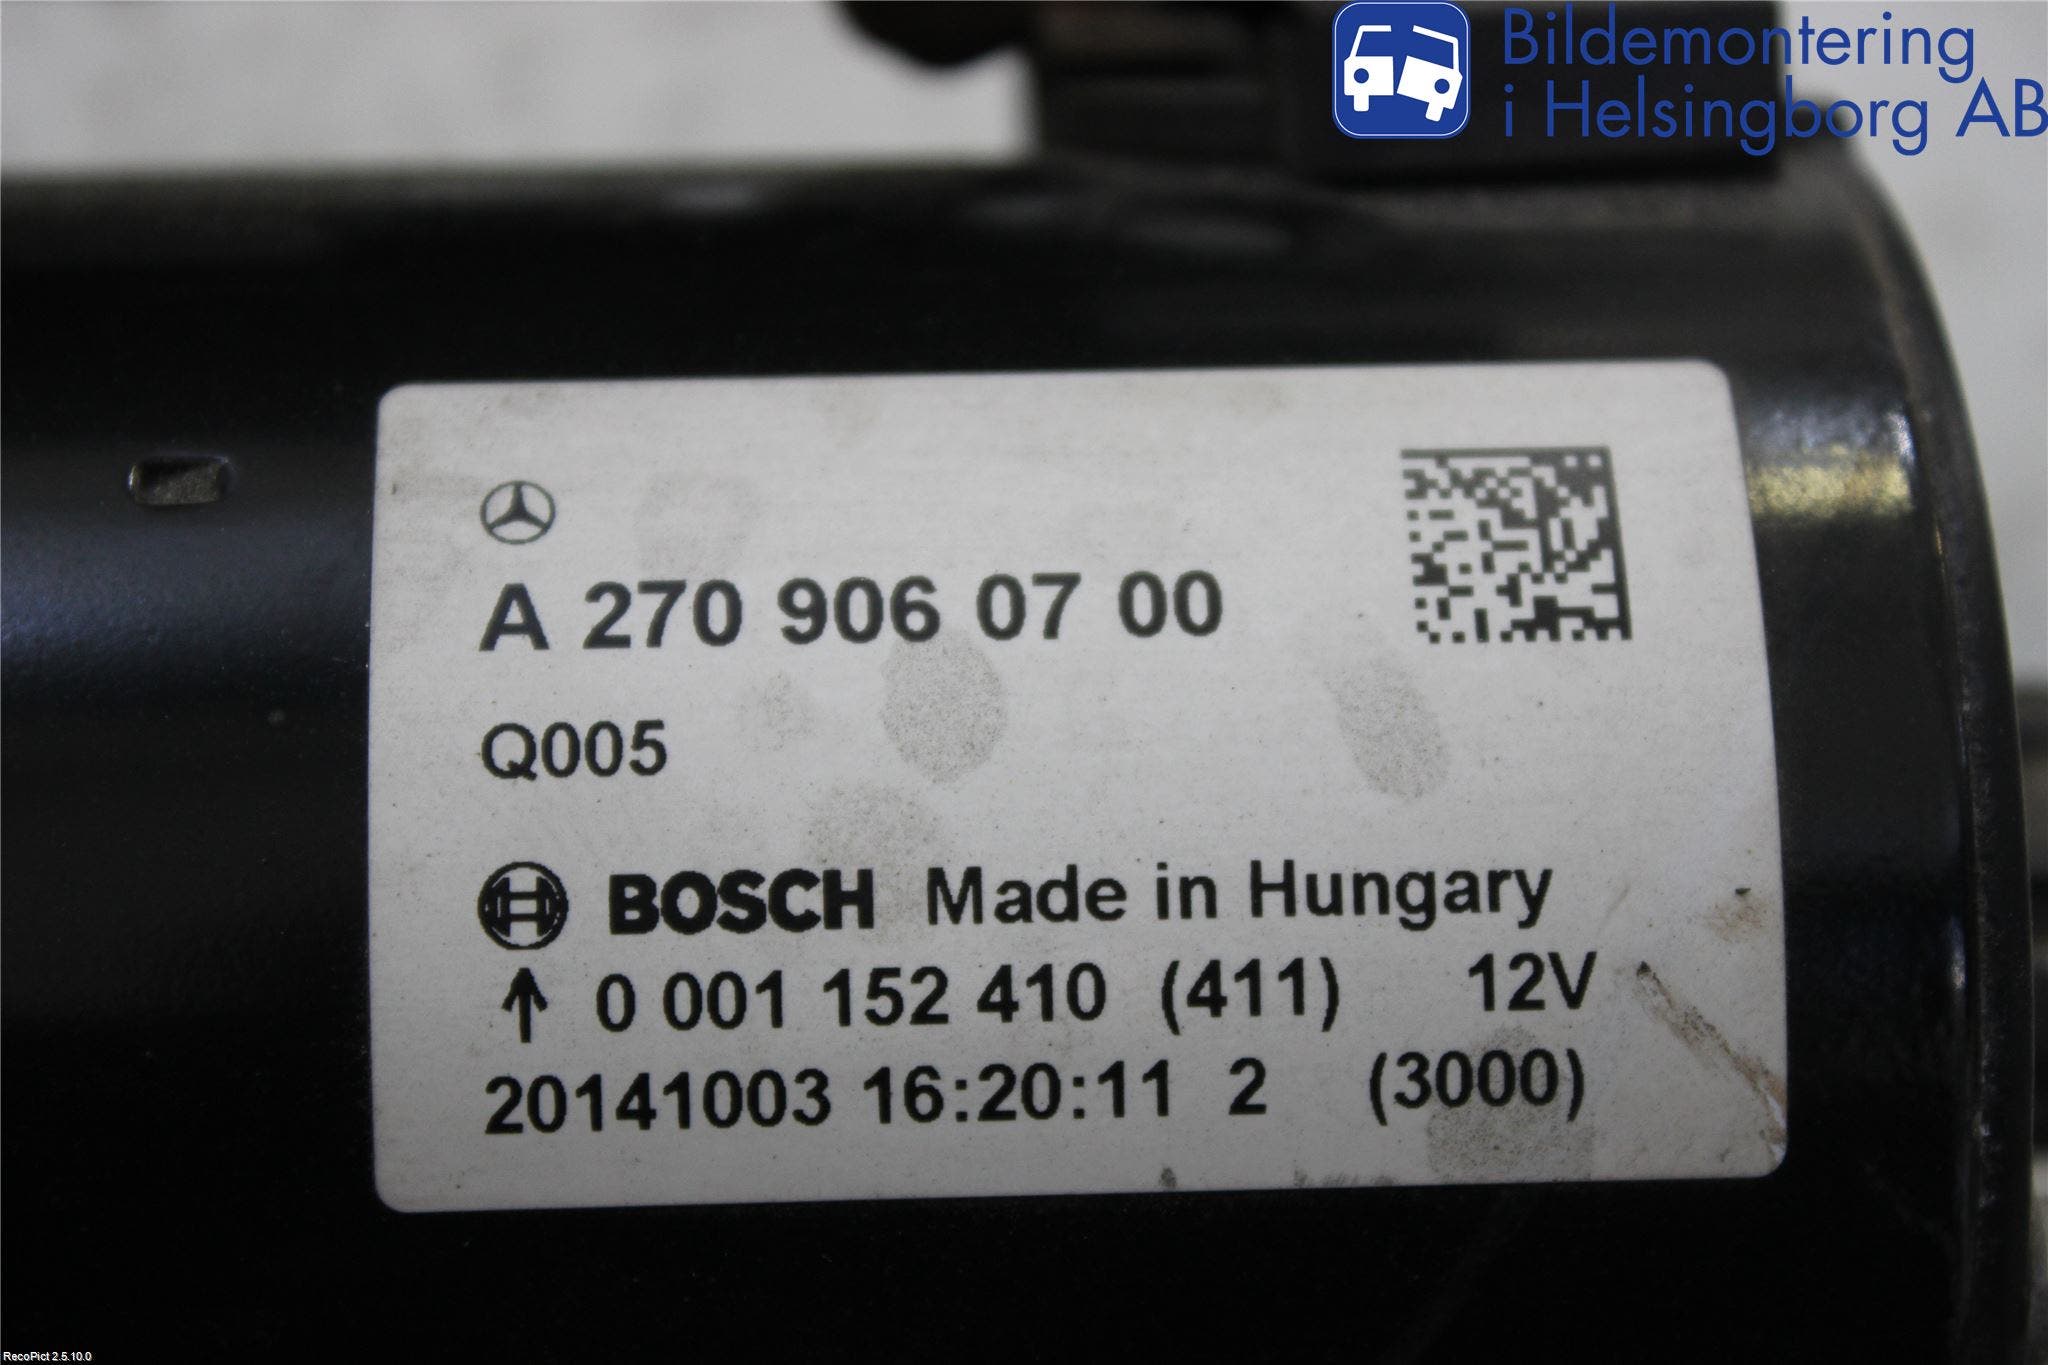 Bildemontering
i Helsingborg AB
A 270 906 07 00
Q005
BOSCH Made in Hungary
↑ 0 001 152 410 (411) 12V
20141003 16:20:11 2 (3000)
RecoPict 2.5.10.0